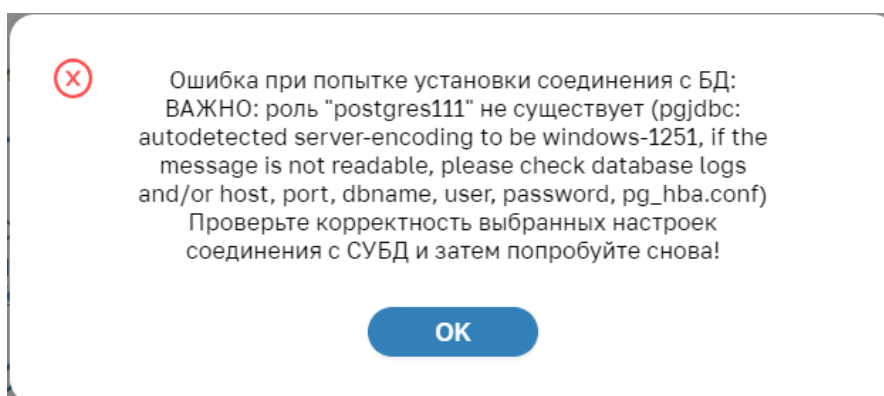 Ошибка при попытке установки соединения с БД:
ВАЖНО: роль "postgres111" не существует (pgjdbc:
autodetected server-encoding to be windows-1251, if the
message is not readable, please check database logs
and/or host, port, dbname, user, password, pg_hba.conf)
Проверьте корректность выбранных настроек
соединения с СУБД и затем попробуйте снова!
OK